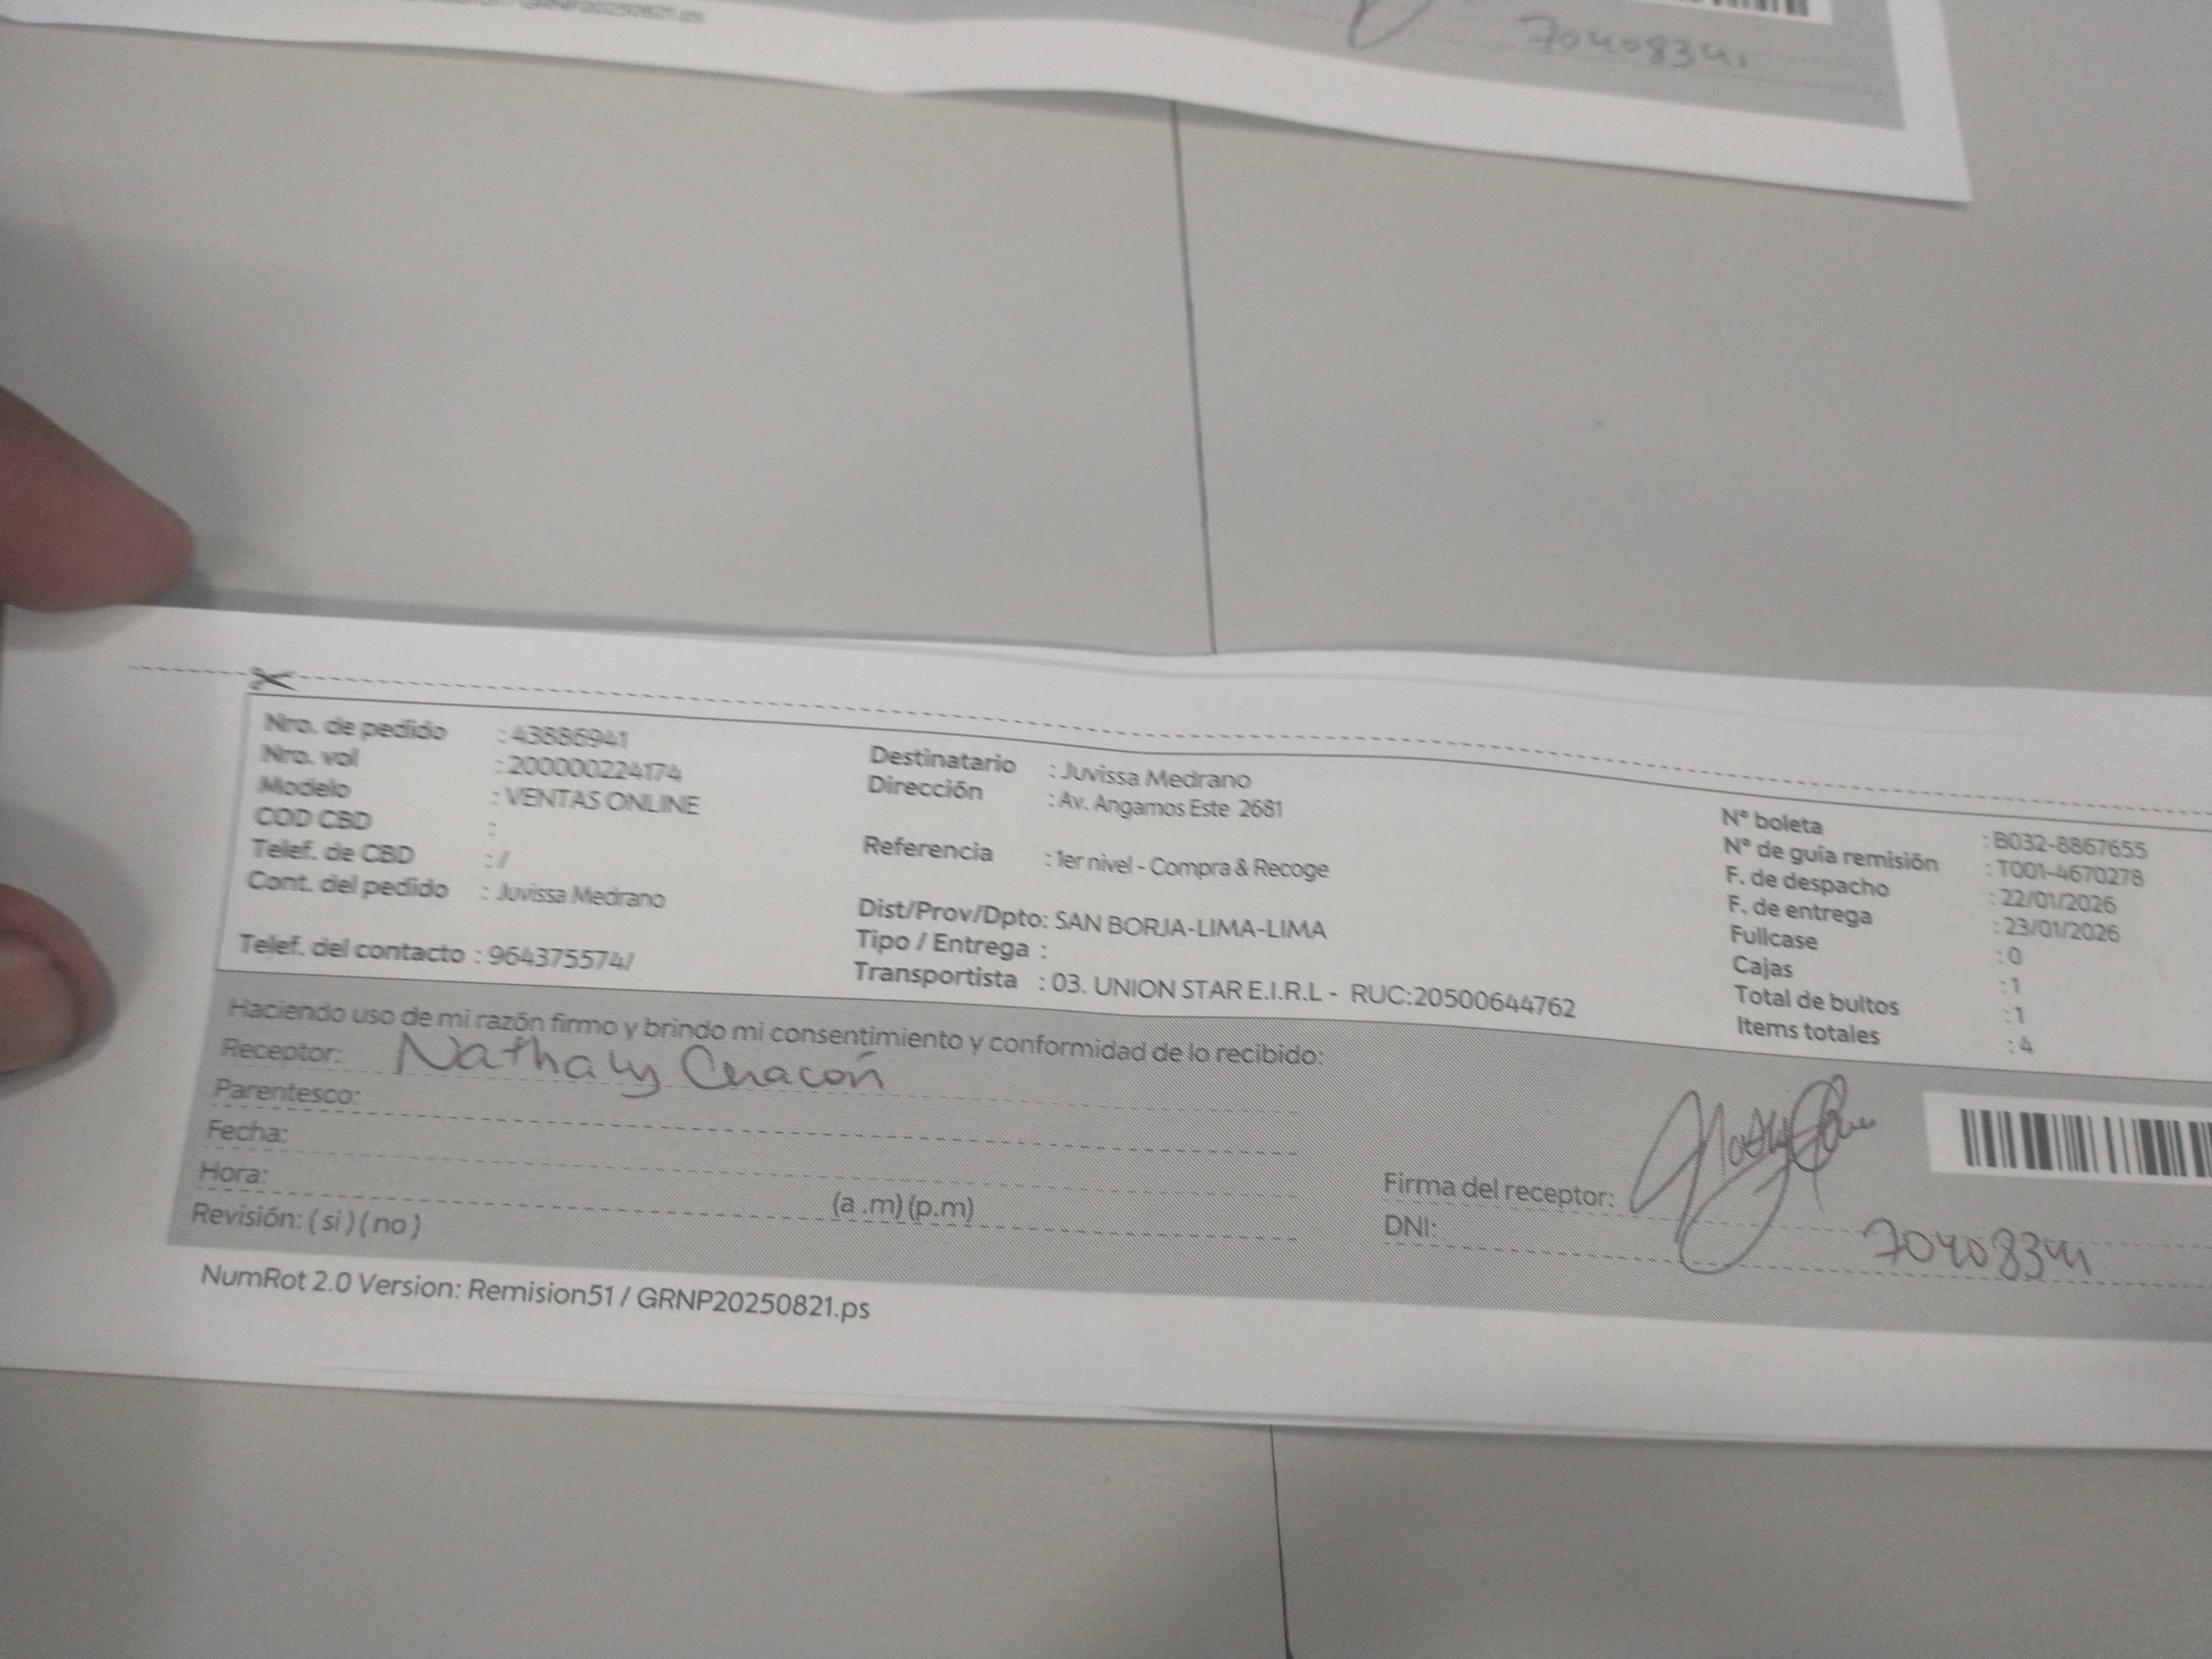 70408341
Nro. de pedido : 43886941
Nro. vol : 200000224174
Modelo : VENTAS ONLINE
COD CBD :
Telef. de CBD : /
Cont. del pedido : Juvissa Medrano
Telef. del contacto : 964375574/
Destinatario : Juvissa Medrano
Dirección : Av. Angamos Este 2681
Referencia : 1er nivel - Compra & Recoge
Dist/Prov/Dpto: SAN BORJA-LIMA-LIMA
Tipo / Entrega :
Transportista : 03. UNION STAR E.I.R.L - RUC:20500644762
N° boleta : B032-8867655
N° de guía remisión : T001-4670278
F. de despacho : 22/01/2026
F. de entrega : 23/01/2026
Fullcase : 0
Cajas : 1
Total de bultos : 1
Items totales : 4
Haciendo uso de mi razón firmo y brindo mi consentimiento y conformidad de lo recibido:
Receptor: Nathaly Chacón
Parentesco:
Fecha:
Hora: (a .m) (p.m)
Revisión: ( si ) ( no )
Firma del receptor:
DNI: 70408341
NumRot 2.0 Version: Remision51 / GRNP20250821.ps